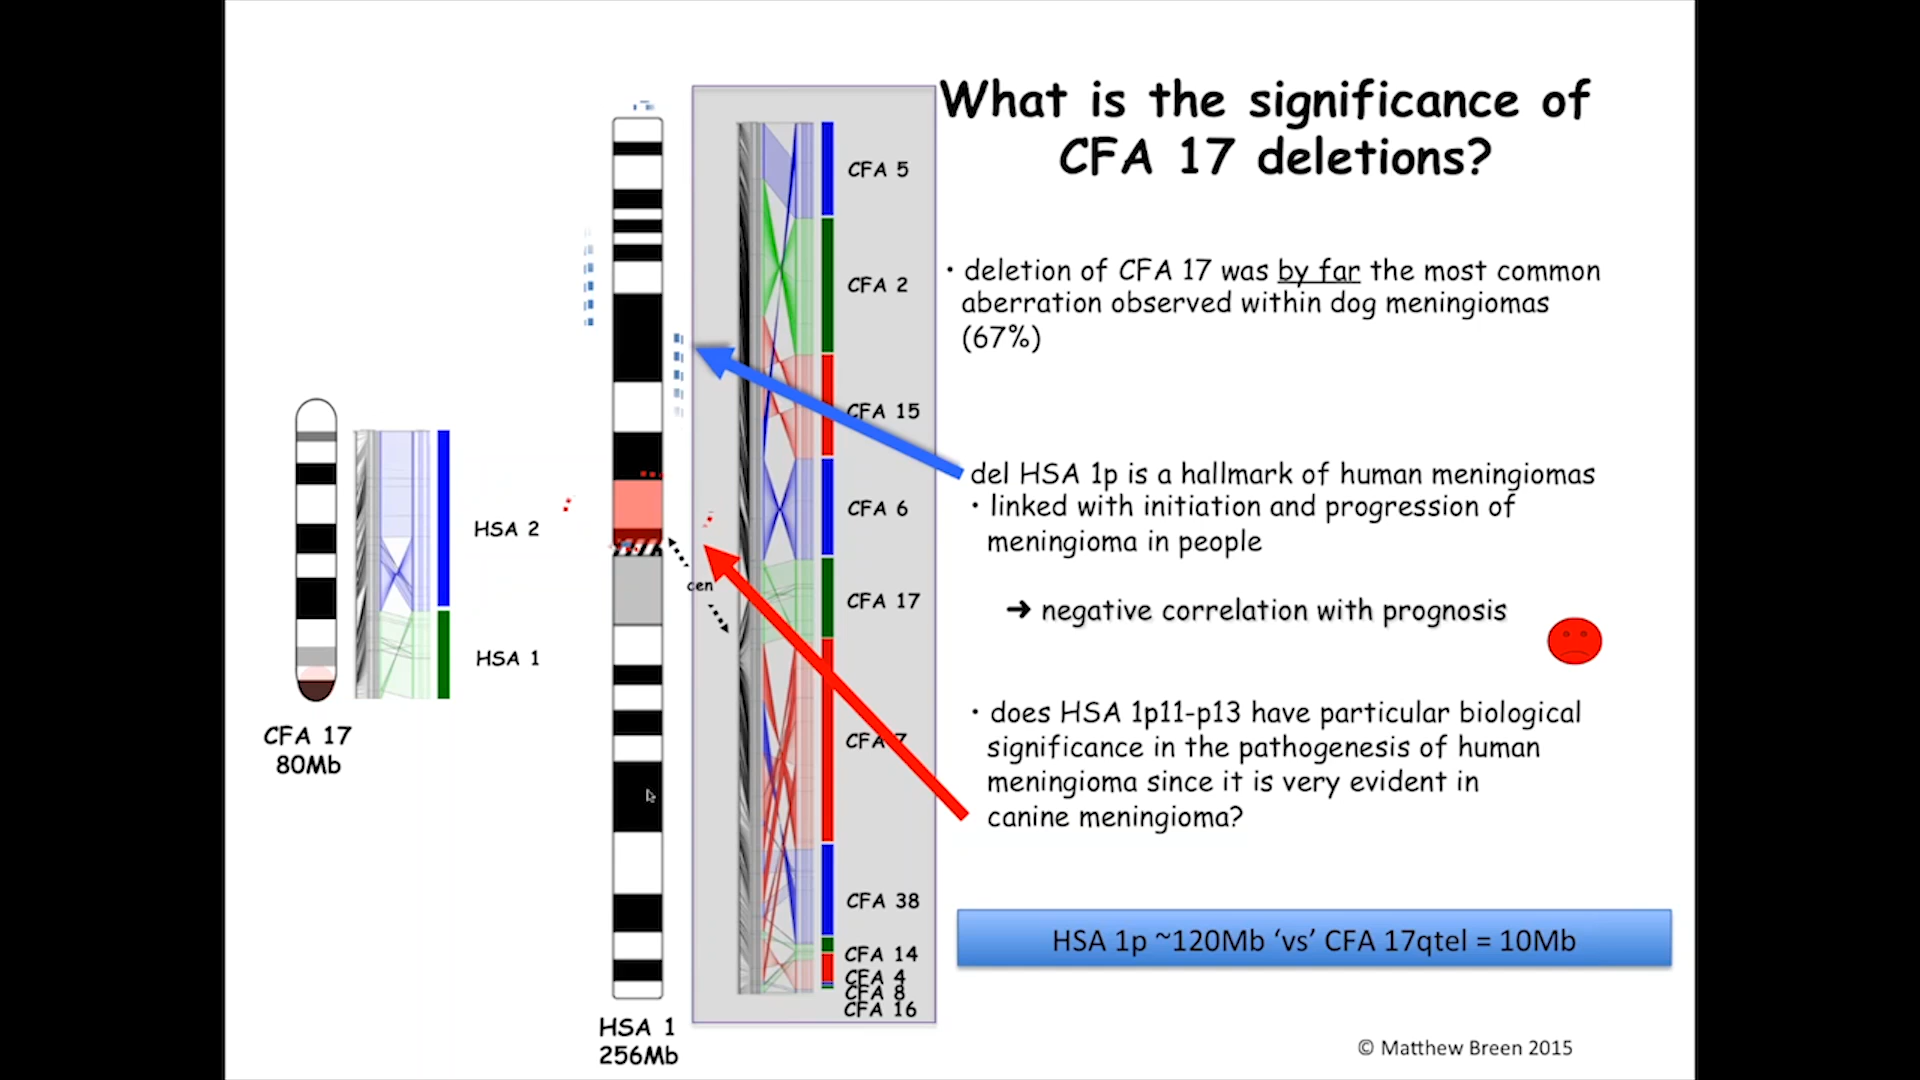 What is the significance of
CFA 17 deletions?
• deletion of CFA 17 was by far the most common
aberration observed within dog meningiomas
(67%)
del HSA 1p is a hallmark of human meningiomas
• linked with initiation and progression of
meningioma in people
➔ negative correlation with prognosis
• does HSA 1p11-p13 have particular biological
significance in the pathogenesis of human
meningioma since it is very evident in
canine meningioma?
HSA 1p ~120Mb ‘vs’ CFA 17qtel = 10Mb
© Matthew Breen 2015
HSA 2
HSA 1
CFA 17
80Mb
cen
HSA 1
256Mb
CFA 5
CFA 2
CFA 15
CFA 6
CFA 17
CFA 7
CFA 38
CFA 14
CFA 4
CFA 8
CFA 16